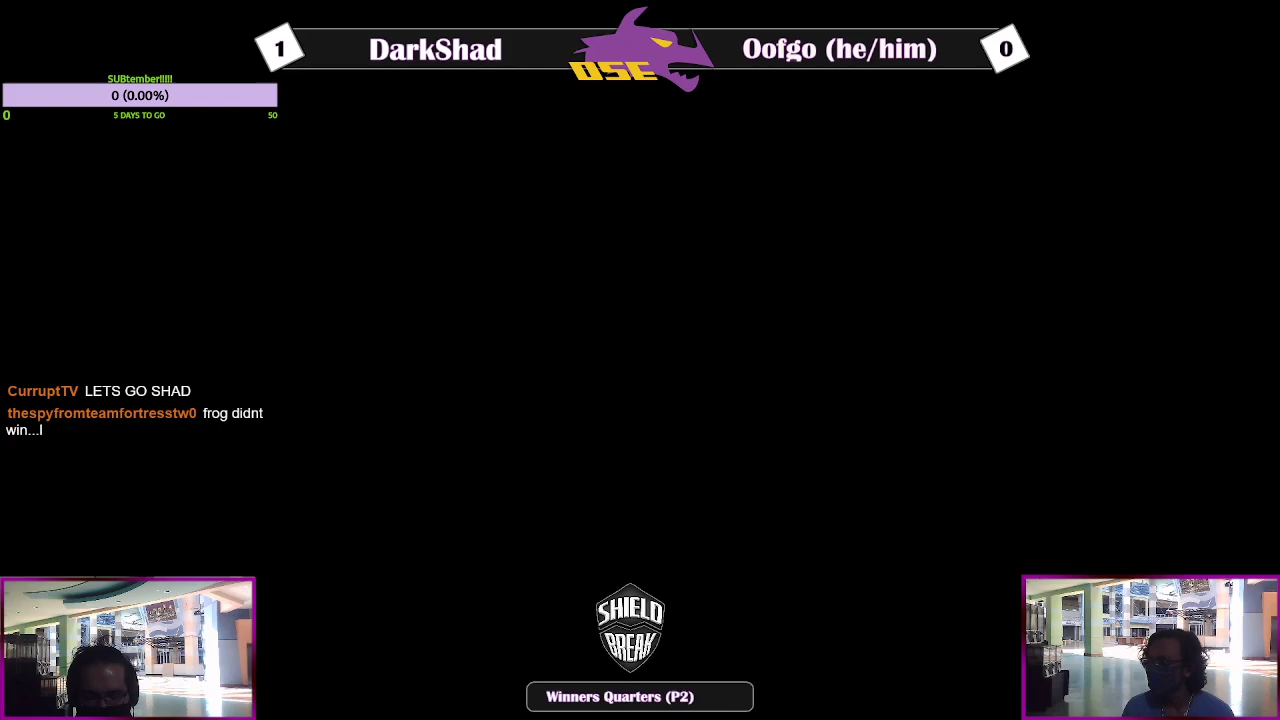 1
DarkShad
OSE
Oofgo (he/him)
0
SUBtember!!!!!
0 (0.00%)
0
5 DAYS TO GO
50
CurruptTV LETS GO SHAD
thespyfromteamfortresstw0 frog didnt
win...I
SHIELD
BREAK
Winners Quarters (P2)